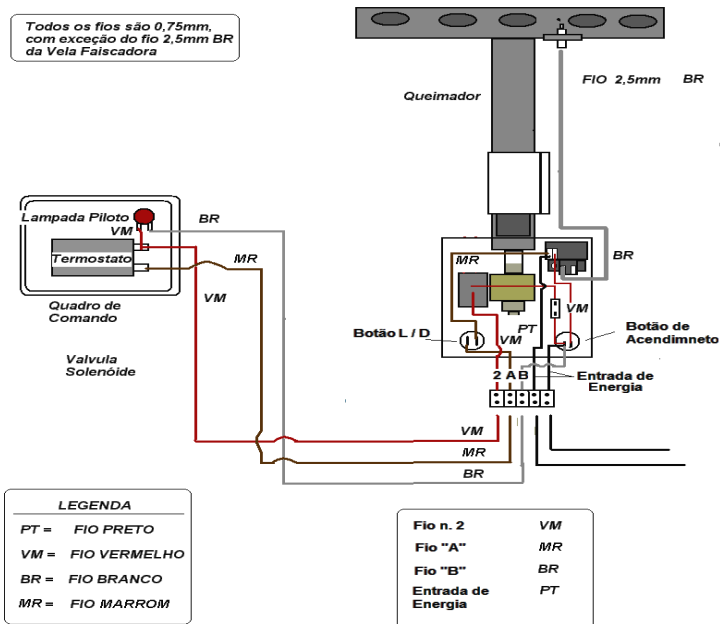 Todos os fios são 0,75mm,
com exceção do fio 2,5mm BR
da Vela Faiscadora
Queimador
FIO 2,5mm BR
Lampada Piloto
VM
BR
Termostato
MR
VM
Quadro de
Comando
Valvula
Solenóide
MR
BR
VM
PT
VM
Botão L / D
Botão de
Acendimneto
2 A B
Entrada de
Energia
VM
MR
BR
LEGENDA
PT = FIO PRETO
VM = FIO VERMELHO
BR = FIO BRANCO
MR = FIO MARROM
Fio n. 2 VM
Fio "A" MR
Fio "B" BR
Entrada de PT
Energia